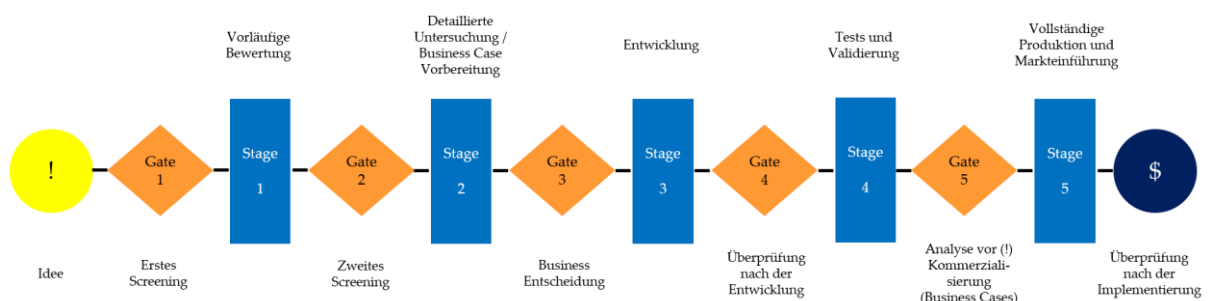 Vorläufige
Bewertung
Detaillierte
Untersuchung /
Business Case
Vorbereitung
Entwicklung
Tests und
Validierung
Vollständige
Produktion und
Markteinführung
!
Gate
1
Stage
1
Gate
2
Stage
2
Gate
3
Stage
3
Gate
4
Stage
4
Gate
5
Stage
5
$
Idee
Erstes
Screening
Zweites
Screening
Business
Entscheidung
Überprüfung
nach der
Entwicklung
Analyse vor (!)
Kommerziali-
sierung
(Business Cases)
Überprüfung
nach der
Implementierung